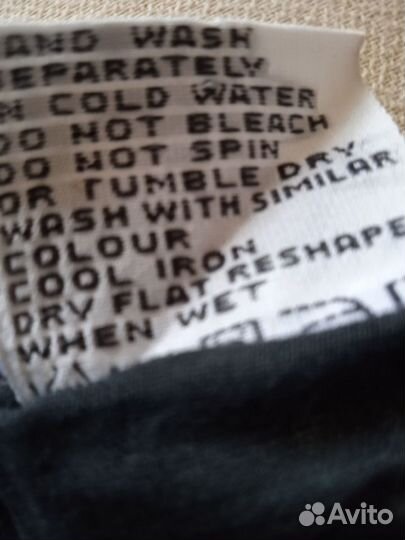 AND WASH
EPARATELY
N COLD WATER
DO NOT BLEACH
DO NOT SPIN
OR TUMBLE DRY
WASH WITH SIMILAR
COLOUR
COOL IRON
DRY FLAT RESHAPE
WHEN WET
Avito